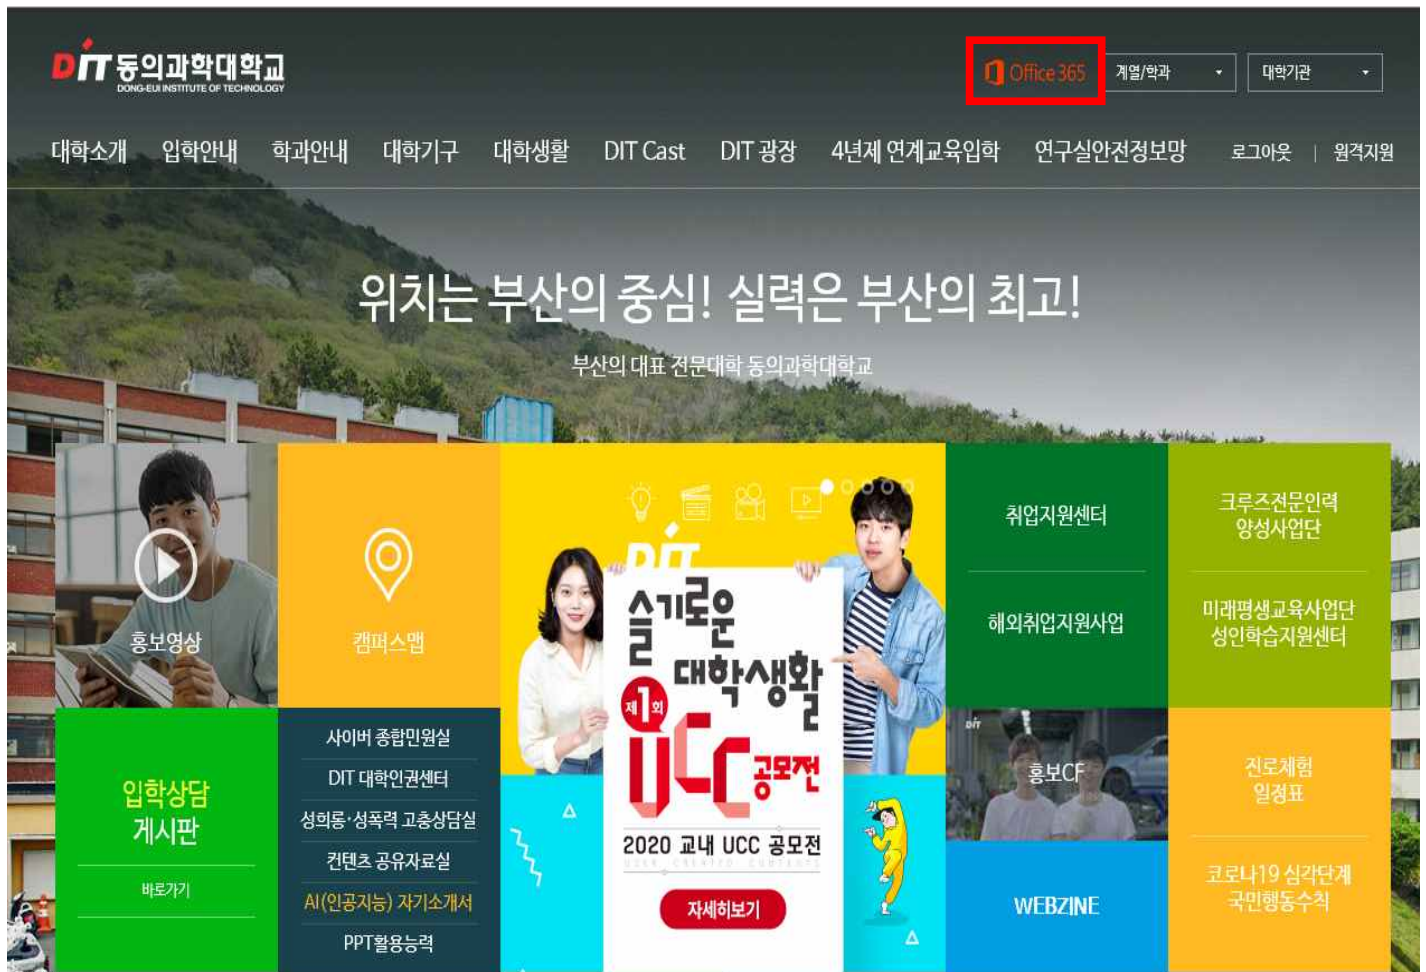 DIT 동의과학대학교
DONG-EUI INSTITUTE OF TECHNOLOGY
Office 365
계열/학과
대학기관
대학소개
입학안내
학과안내
대학기구
대학생활
DIT Cast
DIT 광장
4년제 연계교육입학
연구실안전정보망
로그아웃
원격지원
위치는 부산의 중심! 실력은 부산의 최고!
부산의 대표 전문대학 동의과학대학교
홍보영상
캠퍼스맵
DIT
슬기로운
대학생활
제1회
UCC 공모전
2020 교내 UCC 공모전
USER CREATED CONTENTS
자세히보기
취업지원센터
해외취업지원사업
크루즈전문인력
양성사업단
미래평생교육사업단
성인학습지원센터
입학상담
게시판
바로가기
사이버 종합민원실
DIT 대학인권센터
성희롱·성폭력 고충상담실
컨텐츠 공유자료실
AI(인공지능) 자기소개서
PPT활용능력
DIT
홍보CF
WEBZINE
진로체험
일정표
코로나19 심각단계
국민행동수칙